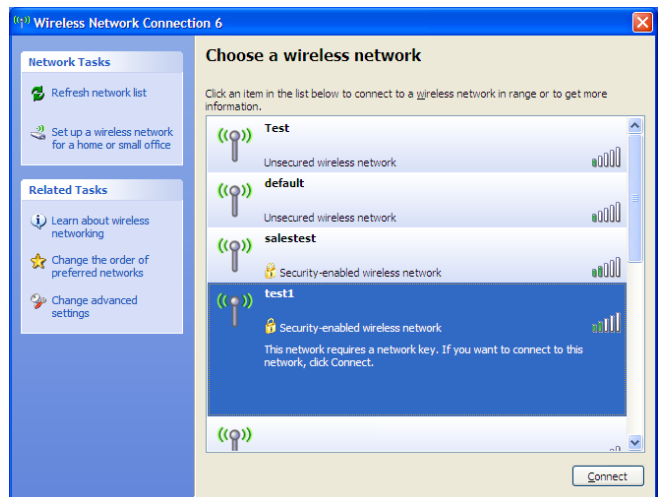 Wireless Network Connection 6
Network Tasks
Refresh network list
Set up a wireless network
for a home or small office
Related Tasks
Learn about wireless
networking
Change the order of
preferred networks
Change advanced
settings
Choose a wireless network
Click an item in the list below to connect to a wireless network in range or to get more
information.
Test
Unsecured wireless network
default
Unsecured wireless network
salestest
Security-enabled wireless network
test1
Security-enabled wireless network
This network requires a network key. If you want to connect to this
network, click Connect.
Connect